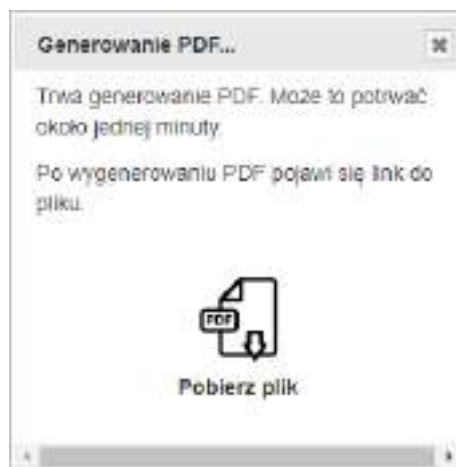 Generowanie PDF...
Trwa generowanie PDF. Może to potrwać
około jednej minuty.
Po wygenerowaniu PDF pojawi się link do
pliku.
PDF
Pobierz plik